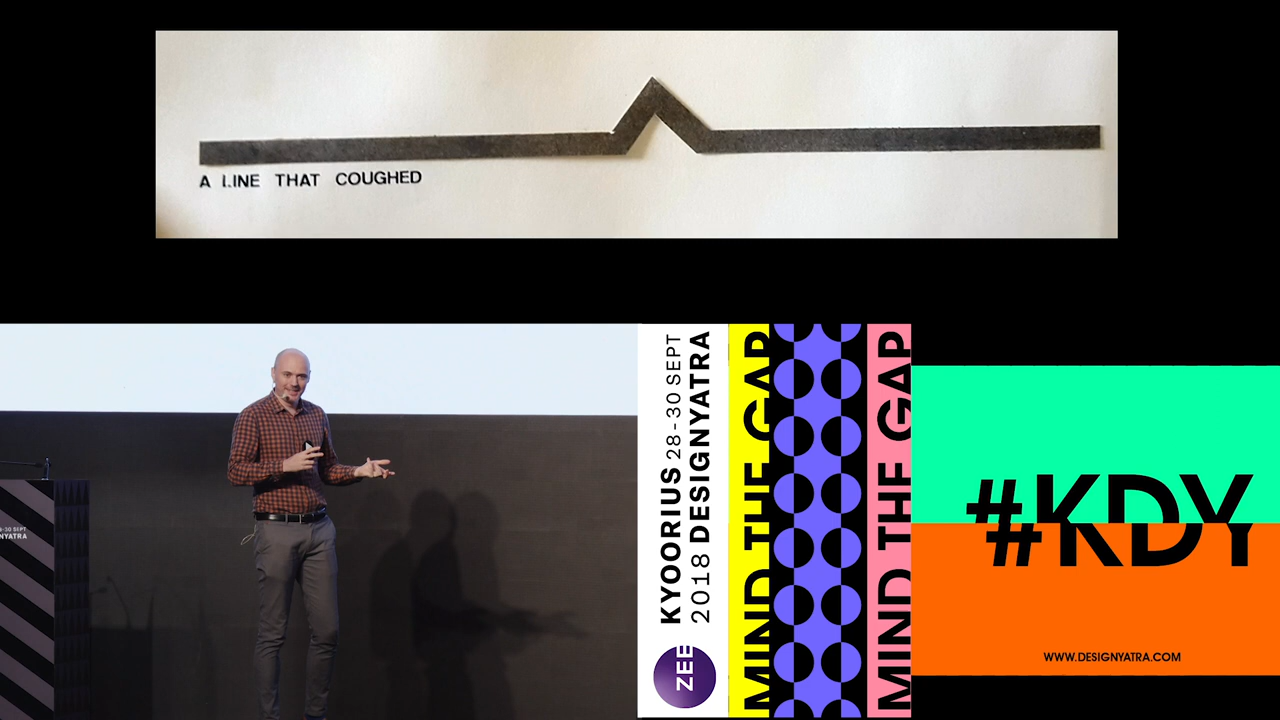 A LINE THAT COUGHED
KYOORIUS 28-30 SEPT
2018 DESIGNYATRA
MIND THE GAP
MIND THE GAP
ZEE
#KDY
WWW.DESIGNYATRA.COM